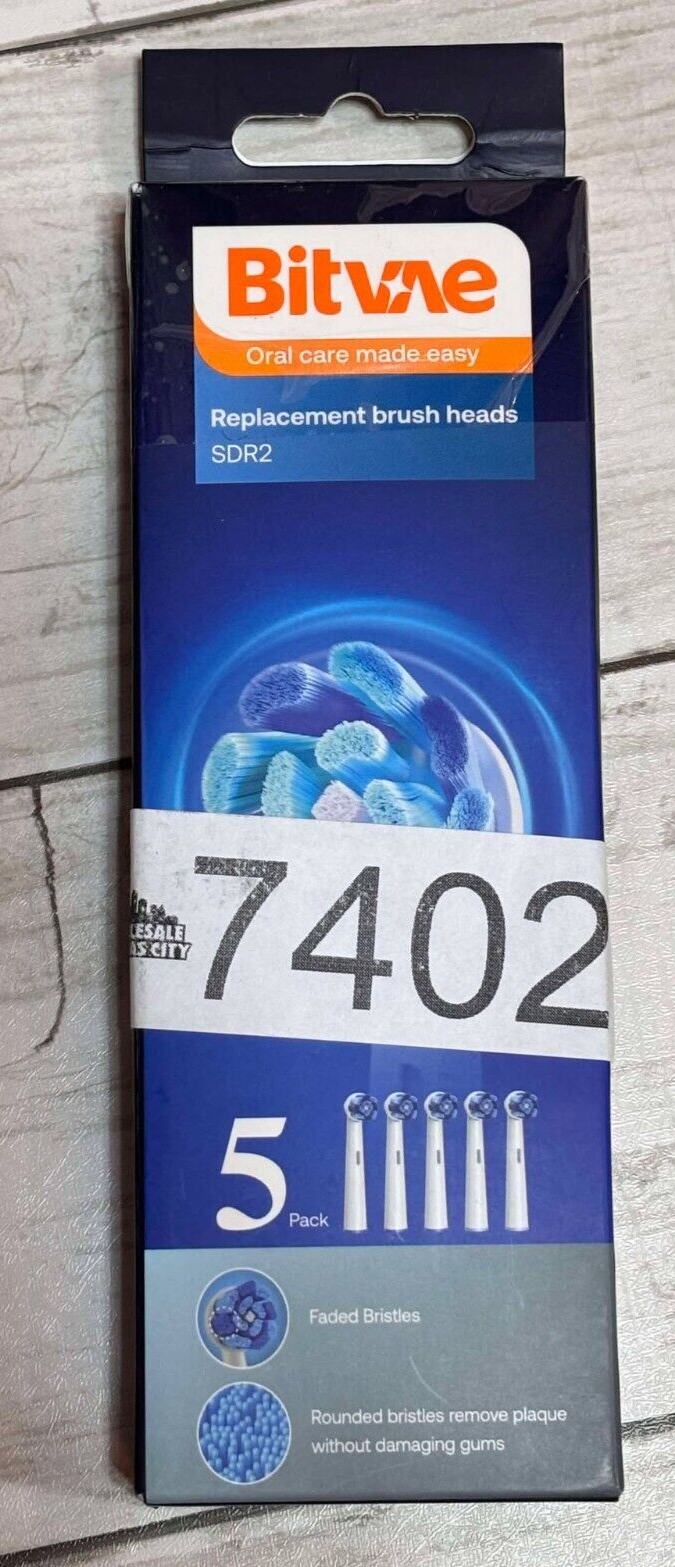 Bitvae
Oral care made easy
Replacement brush heads
SDR2
7402
5 Pack
Faded Bristles
Rounded bristles remove plaque
without damaging gums